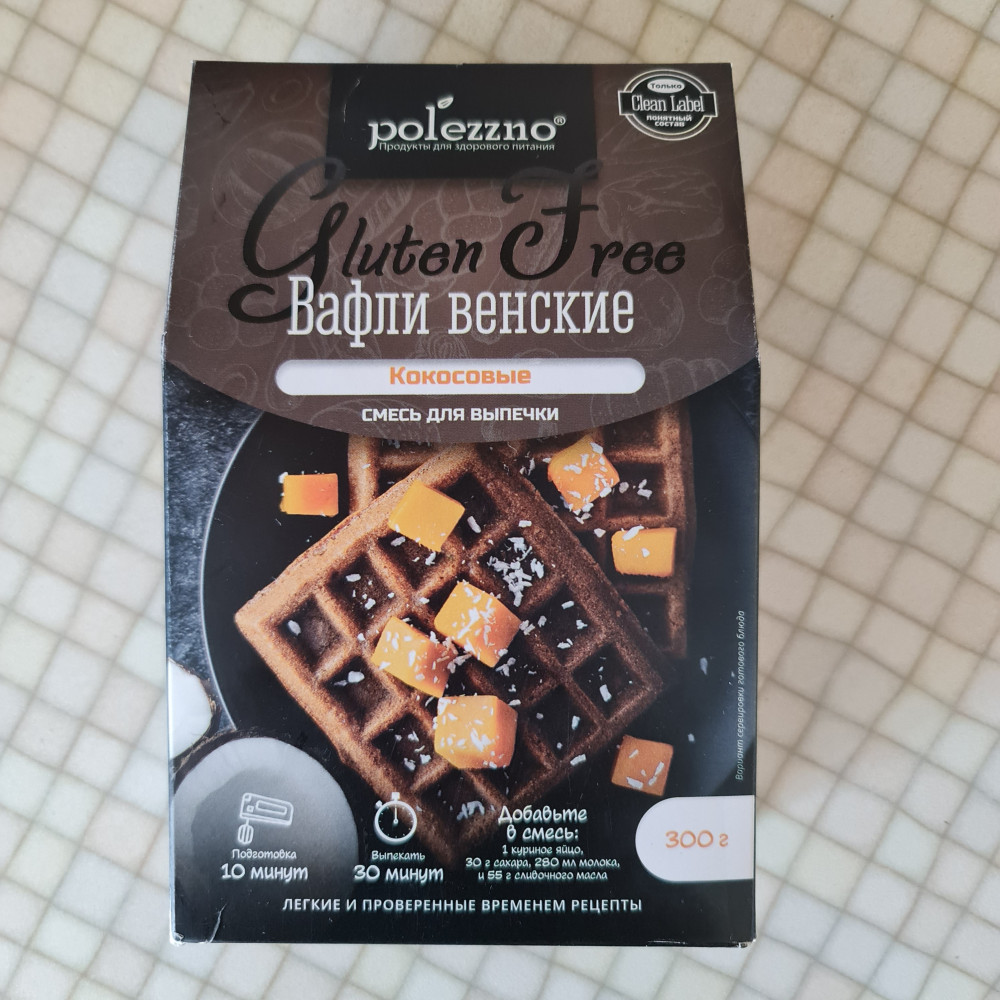 polezzno®
Продукты для здорового питания
Только
Clean Label
понятный
состав
Gluten Free
Вафли венские
Кокосовые
смесь для выпечки
Вариант сервировки готового блюда
Подготовка
10 минут
Выпекать
30 минут
Добавьте
в смесь:
1 куриное яйцо,
30 г сахара, 280 мл молока,
и 55 г сливочного масла
300 г
ЛЕГКИЕ И ПРОВЕРЕННЫЕ ВРЕМЕНЕМ РЕЦЕПТЫ